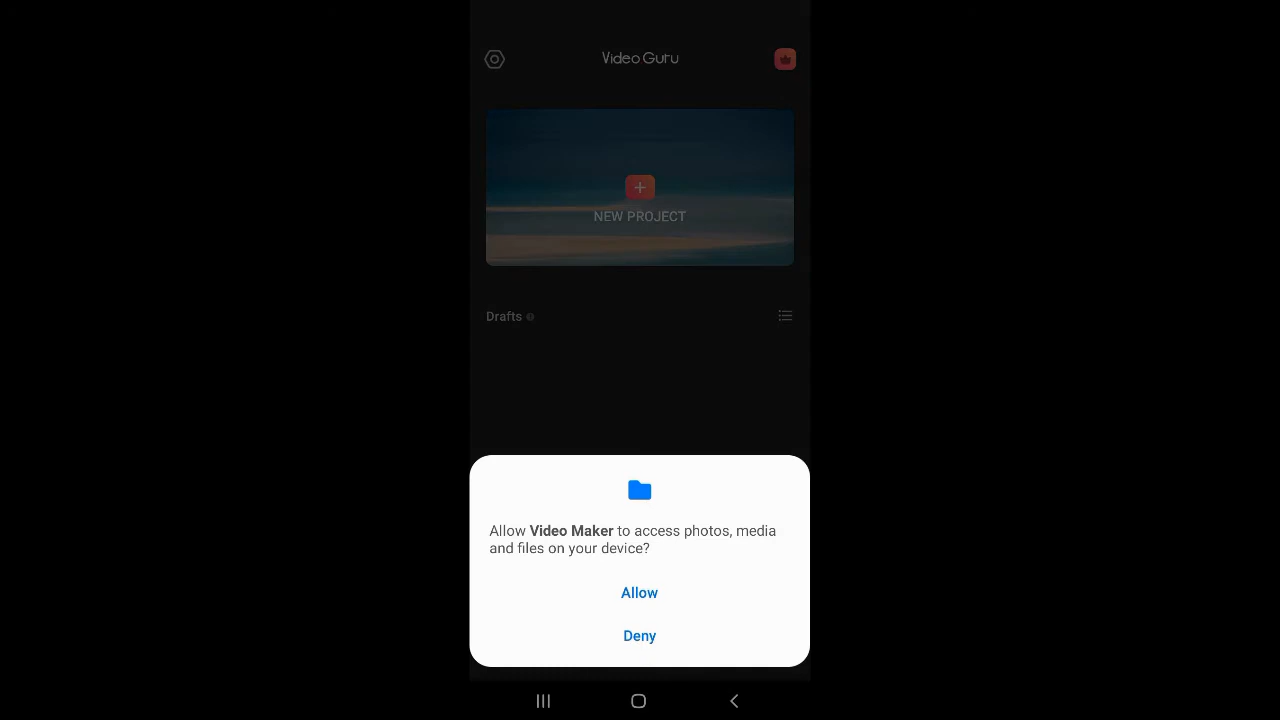 Video Guru
NEW PROJECT
Drafts
Allow Video Maker to access photos, media
and files on your device?
Allow
Deny